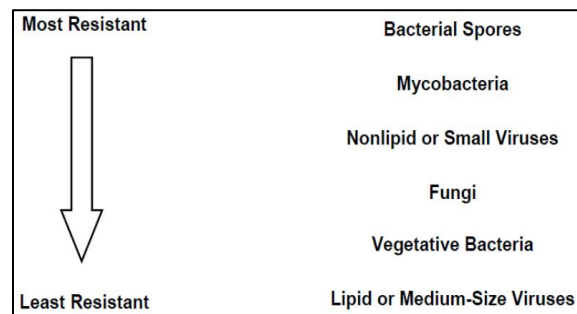 Most Resistant
Bacterial Spores
Mycobacteria
Nonlipid or Small Viruses
Fungi
Vegetative Bacteria
Least Resistant
Lipid or Medium-Size Viruses